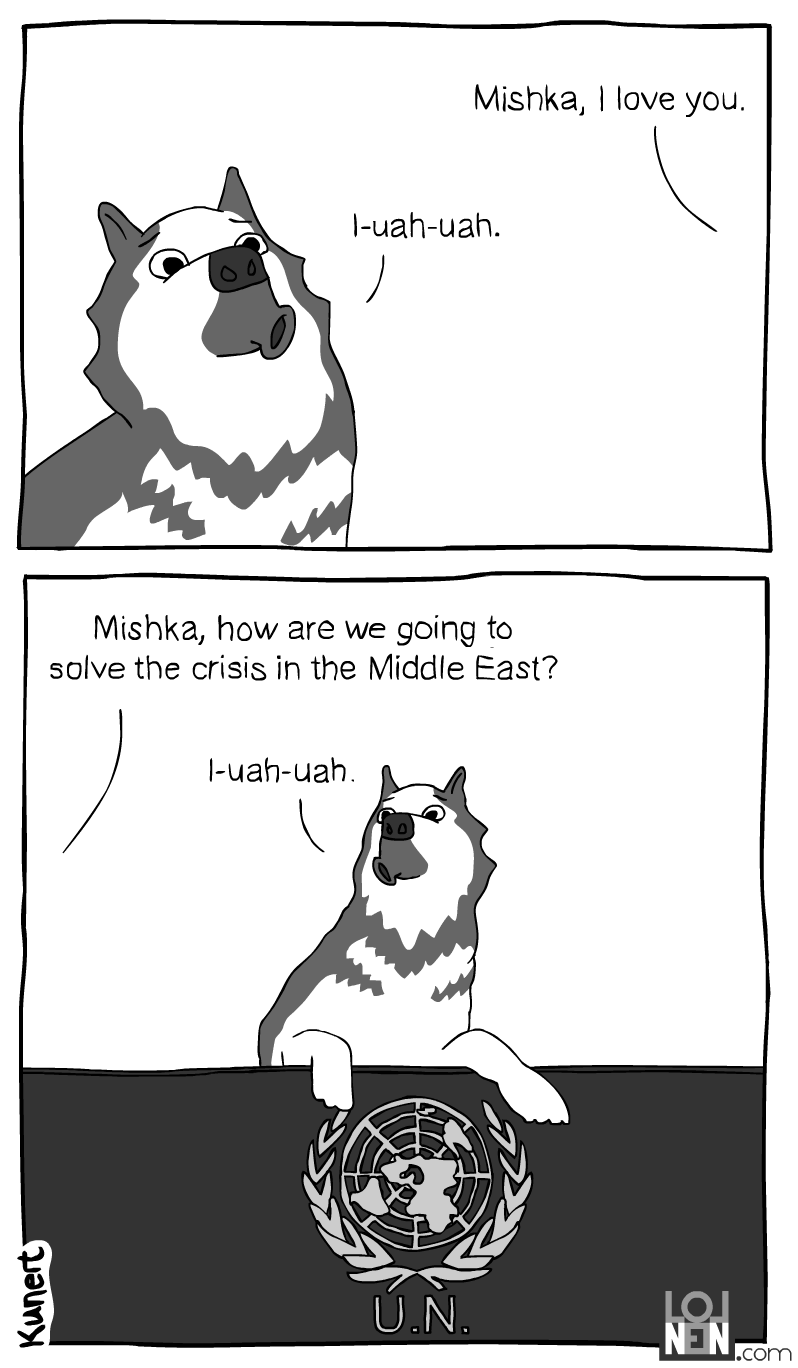 Mishka, I love you.
I-uah-uah.
Mishka, how are we going to
solve the crisis in the Middle East?
I-uah-uah.
U.N.
Kunert
LOL
NEN
.com